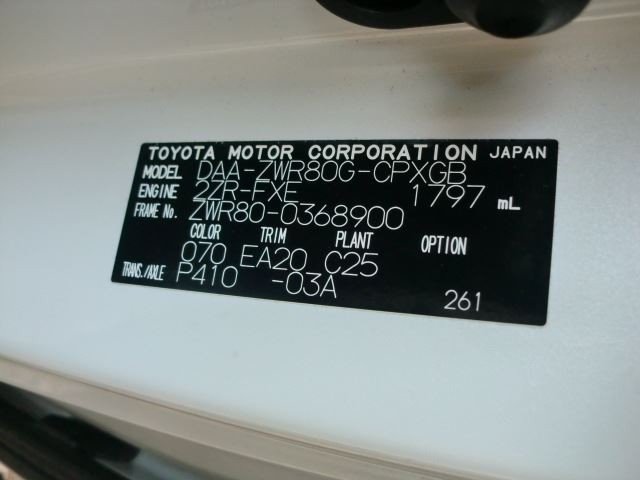 TOYOTA MOTOR CORPORATION JAPAN
MODEL DAA-ZWR80G-CPXGB
ENGINE 2ZR-FXE 1797 mL
FRAME No. ZWR80-0368900
COLOR TRIM PLANT OPTION
070 EA20 C25
TRANS./AXLE P410 -03A
261